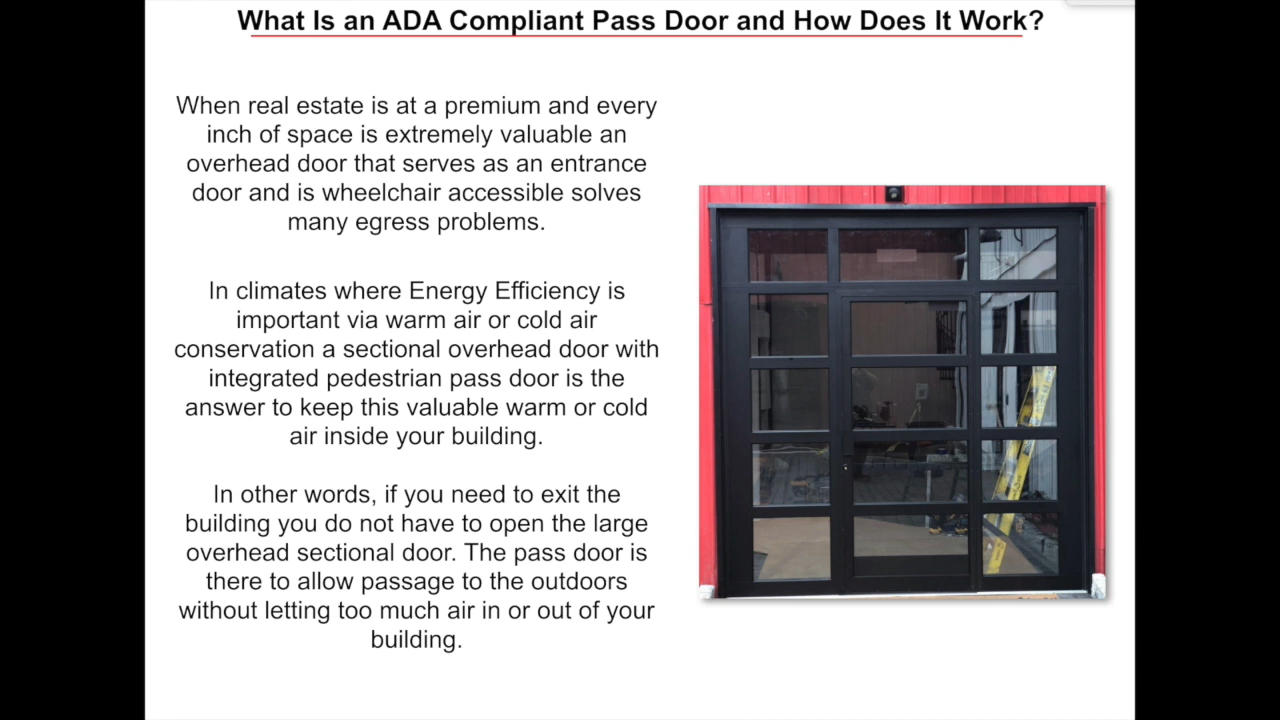 What Is an ADA Compliant Pass Door and How Does It Work?
When real estate is at a premium and every
inch of space is extremely valuable an
overhead door that serves as an entrance
door and is wheelchair accessible solves
many egress problems.
In climates where Energy Efficiency is
important via warm air or cold air
conservation a sectional overhead door with
integrated pedestrian pass door is the
answer to keep this valuable warm or cold
air inside your building.
In other words, if you need to exit the
building you do not have to open the large
overhead sectional door. The pass door is
there to allow passage to the outdoors
without letting too much air in or out of your
building.